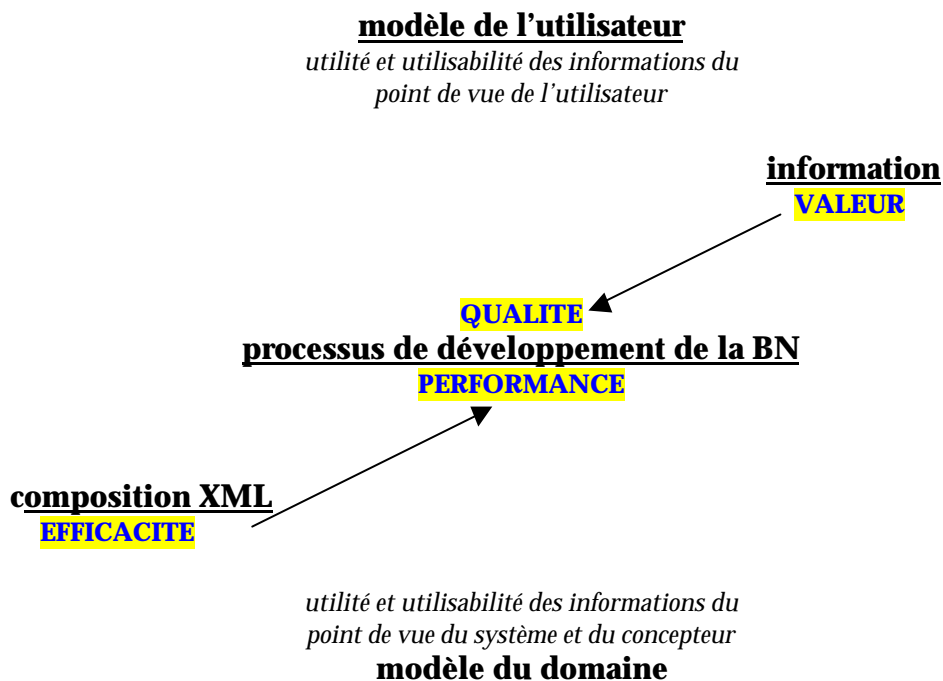 modèle de l’utilisateur
utilité et utilisabilité des informations du
point de vue de l’utilisateur
information
VALEUR
QUALITE
processus de développement de la BN
PERFORMANCE
composition XML
EFFICACITE
utilité et utilisabilité des informations du
point de vue du système et du concepteur
modèle du domaine